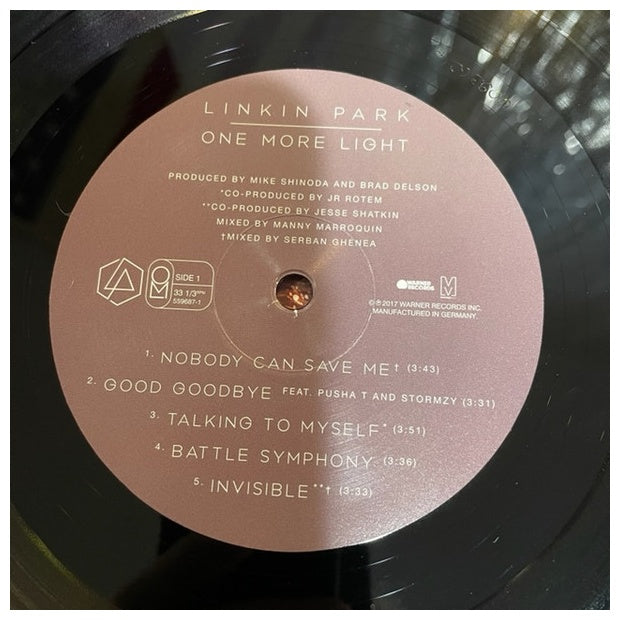 LINKIN PARK
ONE MORE LIGHT
PRODUCED BY MIKE SHINODA AND BRAD DELSON
*CO-PRODUCED BY JR ROTEM
**CO-PRODUCED BY JESSE SHATKIN
MIXED BY MANNY MARROQUIN
†MIXED BY SERBAN GHENEA
SIDE 1
33 1/3RPM
559687-1
WARNER RECORDS
©℗2017 WARNER RECORDS INC.
MANUFACTURED IN GERMANY.
1. NOBODY CAN SAVE ME† (3:43)
2. GOOD GOODBYE FEAT. PUSHA T AND STORMZY (3:31)
3. TALKING TO MYSELF* (3:51)
4. BATTLE SYMPHONY (3:36)
5. INVISIBLE**† (3:33)